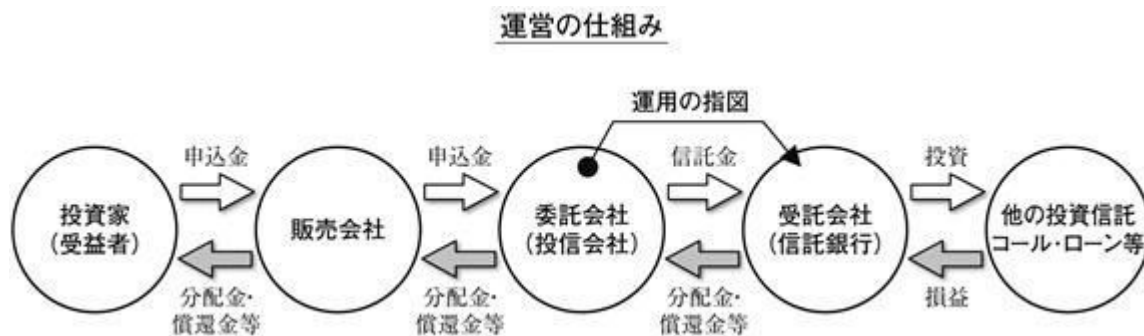 運営の仕組み
運用の指図
申込金
申込金
信託金
投資
投資家
(受益者)
販売会社
委託会社
(投信会社)
受託会社
(信託銀行)
他の投資信託
コール・ローン等
分配金・
償還金等
分配金・
償還金等
分配金・
償還金等
損益